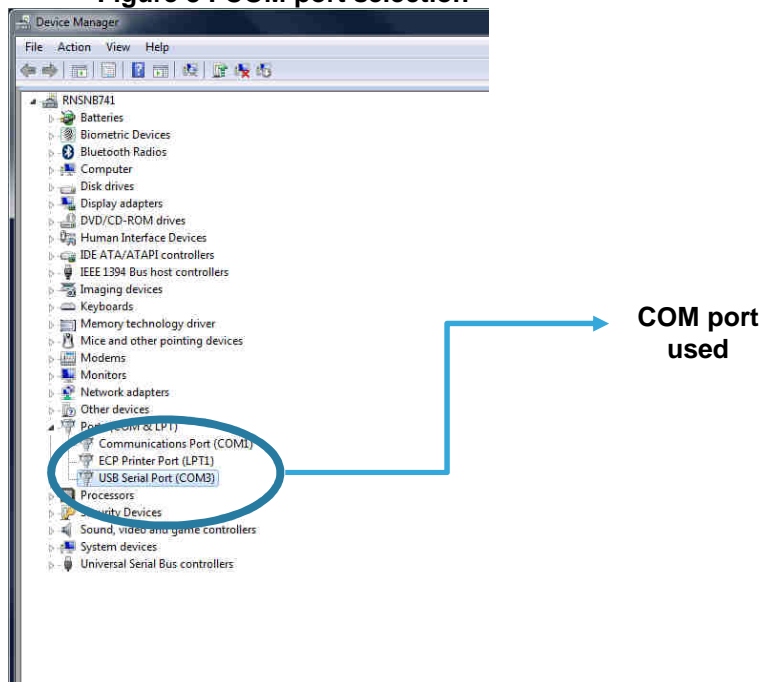 COM port selection
Device Manager
File Action View Help
RNSNB741
Batteries
Biometric Devices
Bluetooth Radios
Computer
Disk drives
Display adapters
DVD/CD-ROM drives
Human Interface Devices
IDE ATA/ATAPI controllers
IEEE 1394 Bus host controllers
Imaging devices
Keyboards
Memory technology driver
Mice and other pointing devices
Modems
Monitors
Network adapters
Other devices
Ports (COM & LPT)
Communications Port (COM1)
ECP Printer Port (LPT1)
USB Serial Port (COM3)
Processors
Security Devices
Sound, video and game controllers
System devices
Universal Serial Bus controllers
COM port
used